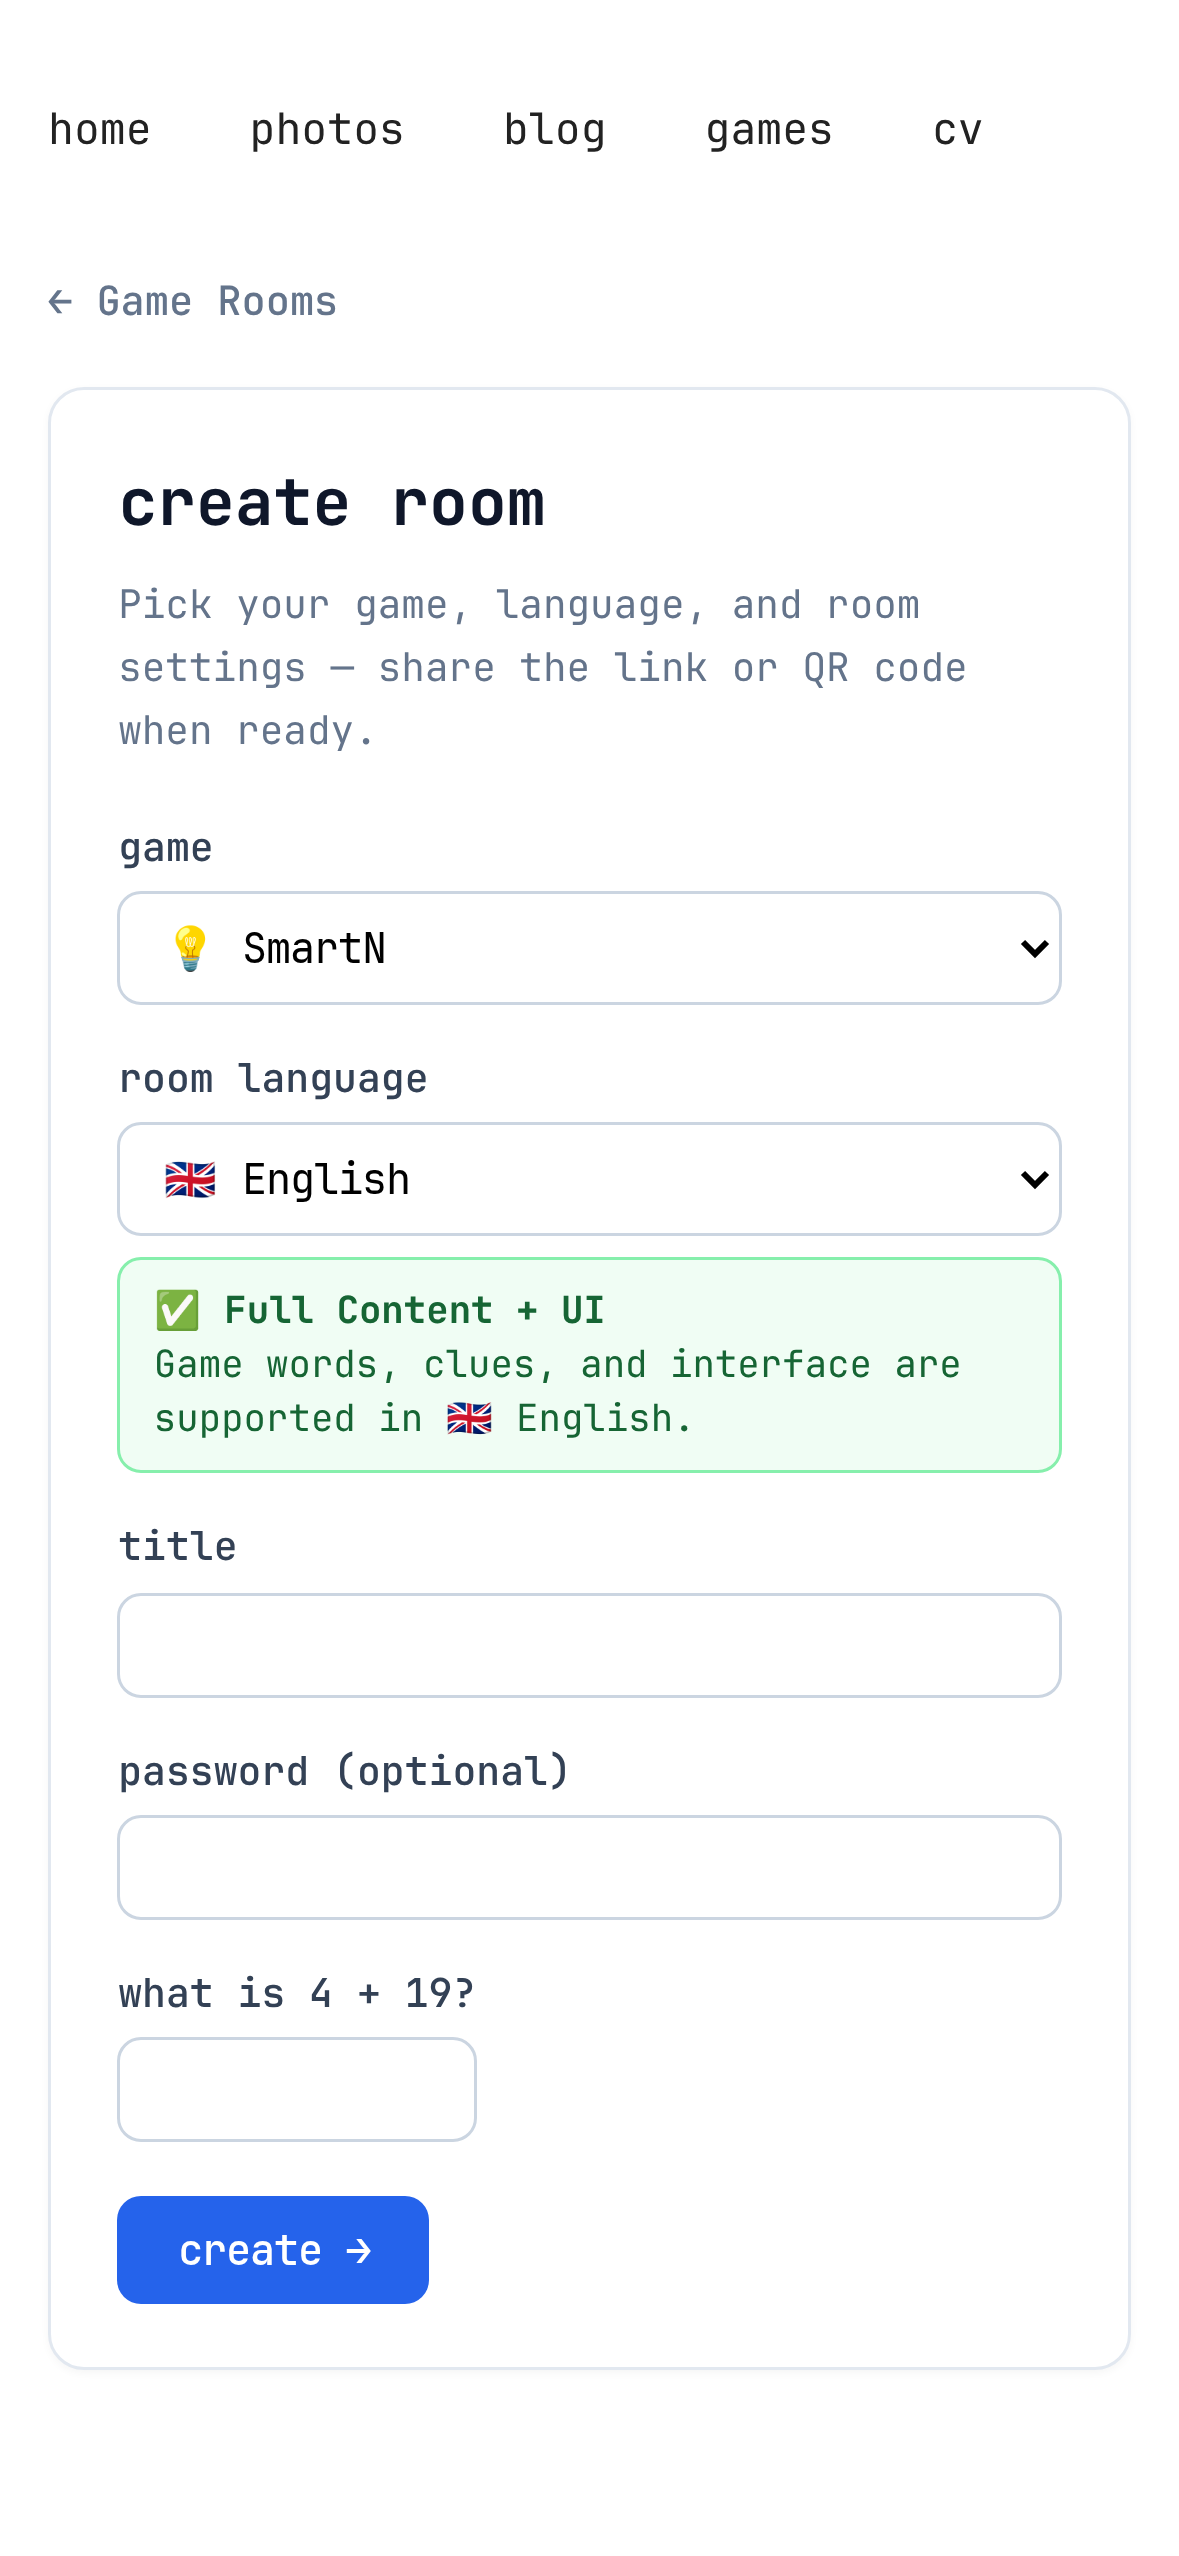 home photos blog games cv
← Game Rooms
create room
Pick your game, language, and room
settings — share the link or QR code
when ready.
game
💡 SmartN
room language
🇬🇧 English
✅ Full Content + UI
Game words, clues, and interface are
supported in 🇬🇧 English.
title
password (optional)
what is 4 + 19?
create →